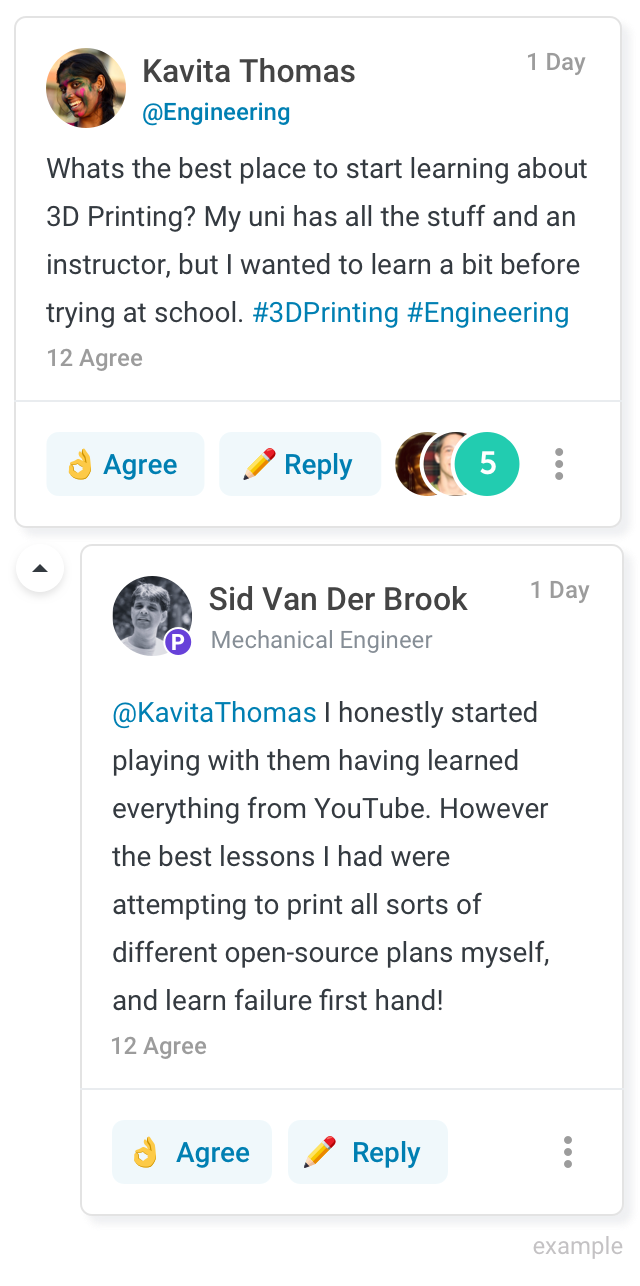 Kavita Thomas
1 Day
@Engineering
Whats the best place to start learning about
3D Printing? My uni has all the stuff and an
instructor, but I wanted to learn a bit before
trying at school. #3DPrinting #Engineering
12 Agree
👌 Agree
✏️ Reply
5
Sid Van Der Brook
1 Day
P
Mechanical Engineer
@KavitaThomas I honestly started
playing with them having learned
everything from YouTube. However
the best lessons I had were
attempting to print all sorts of
different open-source plans myself,
and learn failure first hand!
12 Agree
👌 Agree
✏️ Reply
example